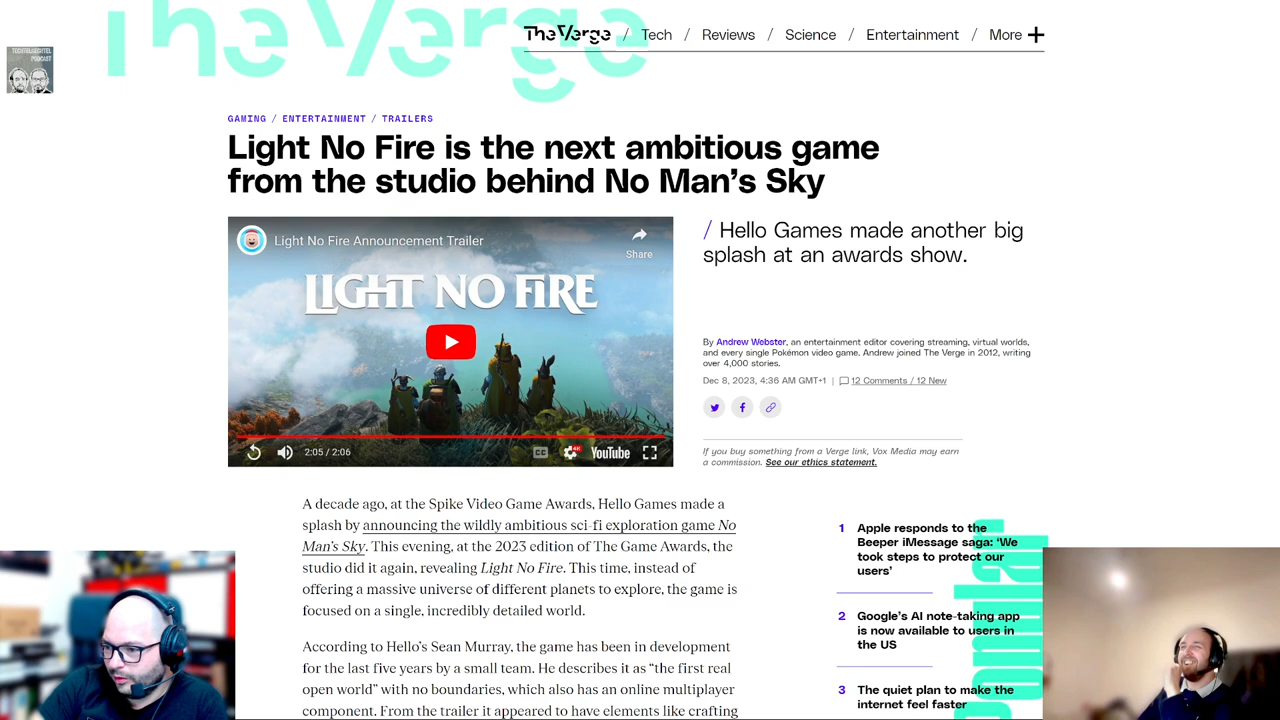 The Verge
TECHTELMECHTEL
PODCAST
The Verge / Tech / Reviews / Science / Entertainment / More +
GAMING / ENTERTAINMENT / TRAILERS
Light No Fire is the next ambitious game
from the studio behind No Man’s Sky
Light No Fire Announcement Trailer
Share
LIGHT NO FIRE
2:05 / 2:06
CC
4K
YouTube
/ Hello Games made another big
splash at an awards show.
By Andrew Webster, an entertainment editor covering streaming, virtual worlds,
and every single Pokémon video game. Andrew joined The Verge in 2012, writing
over 4,000 stories.
Dec 8, 2023, 4:36 AM GMT+1 | 12 Comments / 12 New
If you buy something from a Verge link, Vox Media may earn
a commission. See our ethics statement.
A decade ago, at the Spike Video Game Awards, Hello Games made a
splash by announcing the wildly ambitious sci-fi exploration game No
Man’s Sky. This evening, at the 2023 edition of The Game Awards, the
studio did it again, revealing Light No Fire. This time, instead of
offering a massive universe of different planets to explore, the game is
focused on a single, incredibly detailed world.
According to Hello’s Sean Murray, the game has been in development
for the last five years by a small team. He describes it as “the first real
open world” with no boundaries, which also has an online multiplayer
component. From the trailer it appeared to have elements like crafting
1 Apple responds to the
Beeper iMessage saga: ‘We
took steps to protect our
users’
2 Google’s AI note-taking app
is now available to users in
the US
3 The quiet plan to make the
internet feel faster